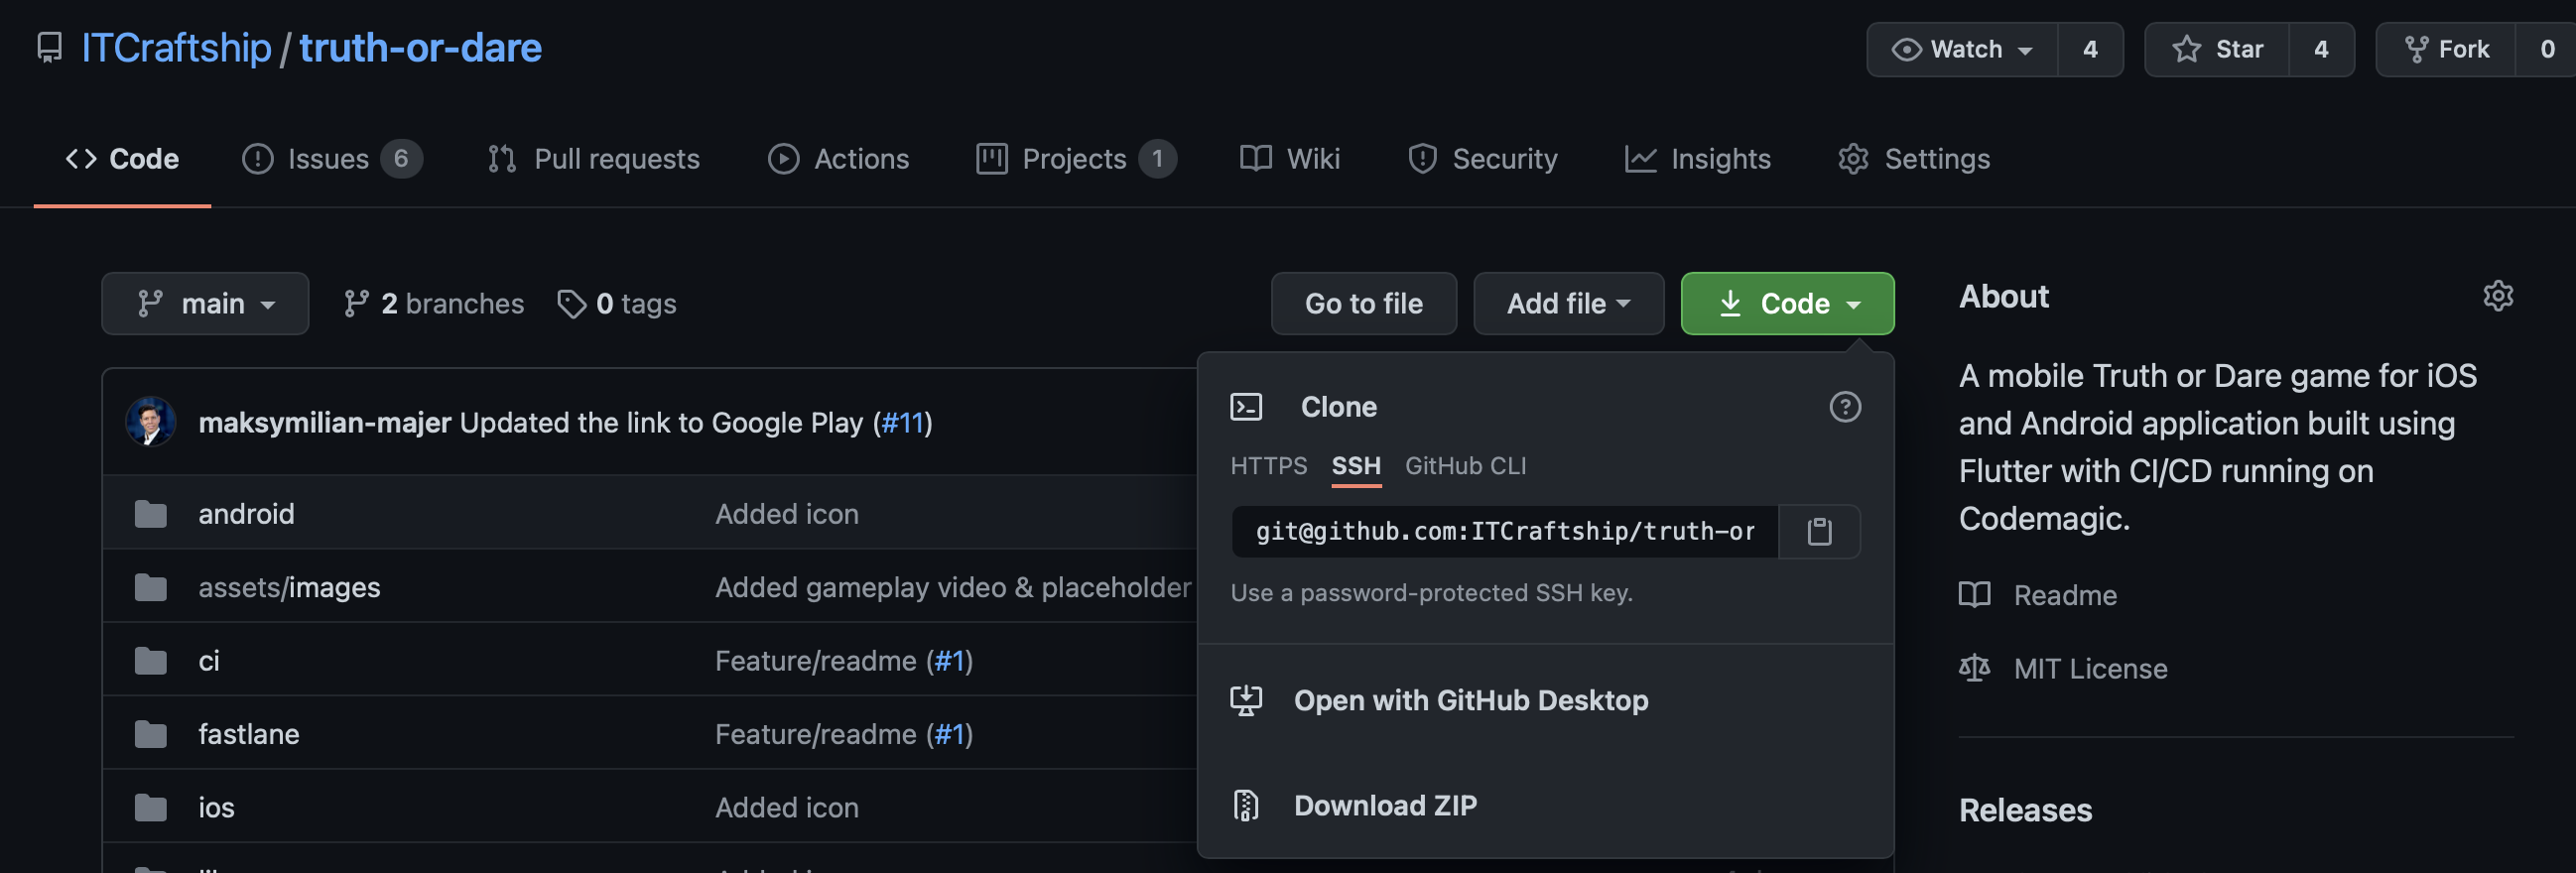 ITCraftship / truth-or-dare
Watch 4
Star 4
Fork 0
Code
Issues 6
Pull requests
Actions
Projects 1
Wiki
Security
Insights
Settings
main
2 branches
0 tags
Go to file
Add file
Code
maksymilian-majer Updated the link to Google Play (#11)
android Added icon
assets/images Added gameplay video & placeholder
ci Feature/readme (#1)
fastlane Feature/readme (#1)
ios Added icon
Clone
HTTPS SSH GitHub CLI
git@github.com:ITCraftship/truth-or
Use a password-protected SSH key.
Open with GitHub Desktop
Download ZIP
About
A mobile Truth or Dare game for iOS
and Android application built using
Flutter with CI/CD running on
Codemagic.
Readme
MIT License
Releases